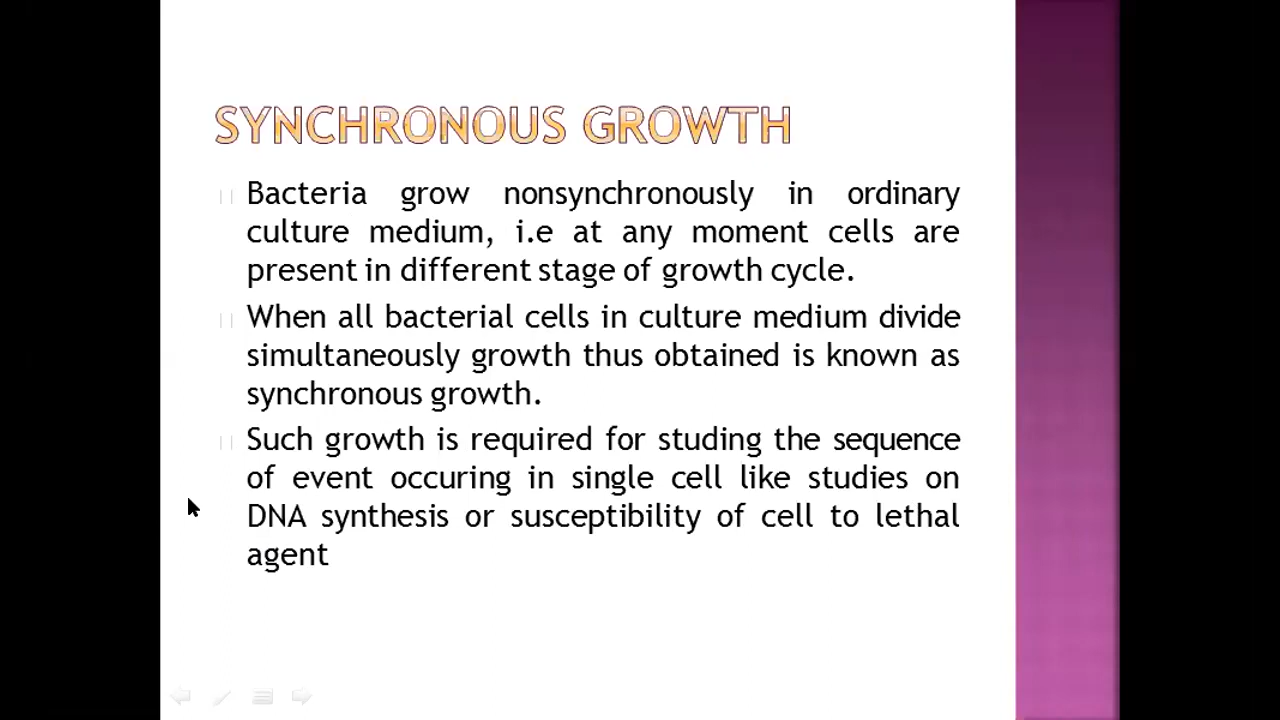 SYNCHRONOUS GROWTH
Bacteria grow nonsynchronously in ordinary
culture medium, i.e at any moment cells are
present in different stage of growth cycle.
When all bacterial cells in culture medium divide
simultaneously growth thus obtained is known as
synchronous growth.
Such growth is required for studing the sequence
of event occuring in single cell like studies on
DNA synthesis or susceptibility of cell to lethal
agent